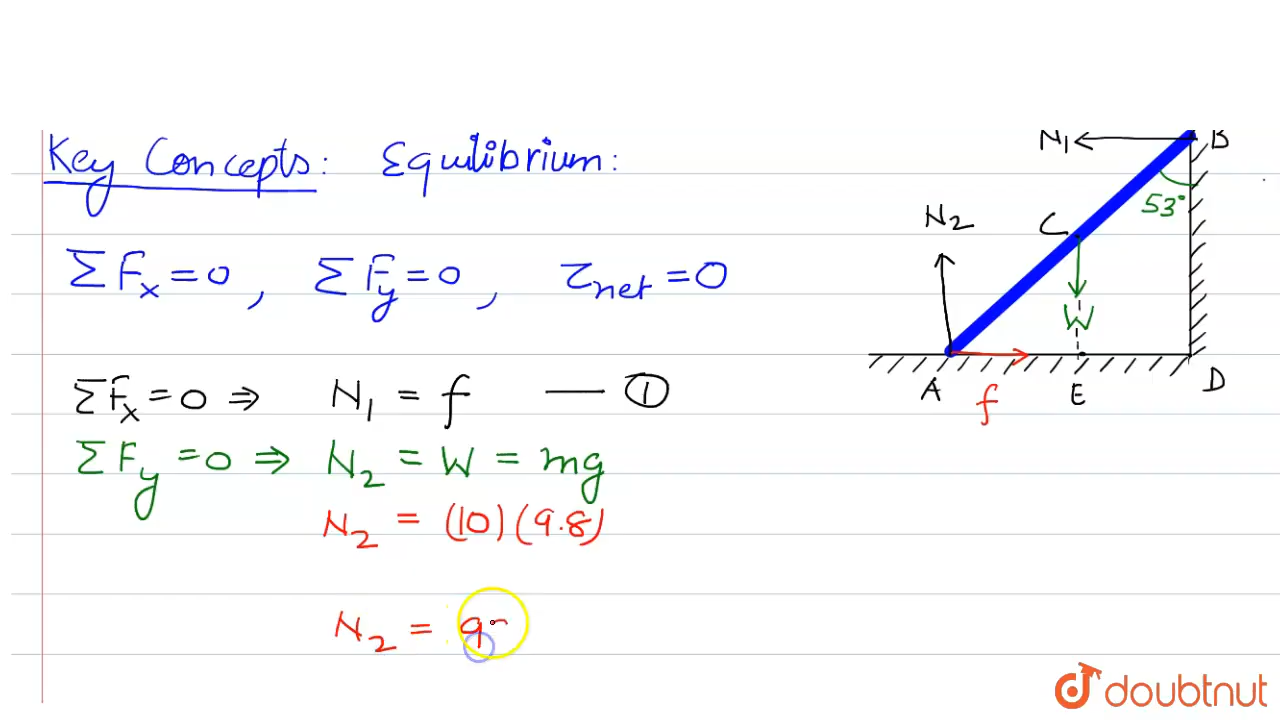 Key Concepts: Equilibrium:
ΣFx = 0, ΣFy = 0, τnet = 0
ΣFx = 0 ⇒ N1 = f — ①
ΣFy = 0 ⇒ N2 = W = mg
N2 = (10)(9.8)
N2 = 9
N1
B
53°
N2
C
W
A
f
E
D
doubtnut